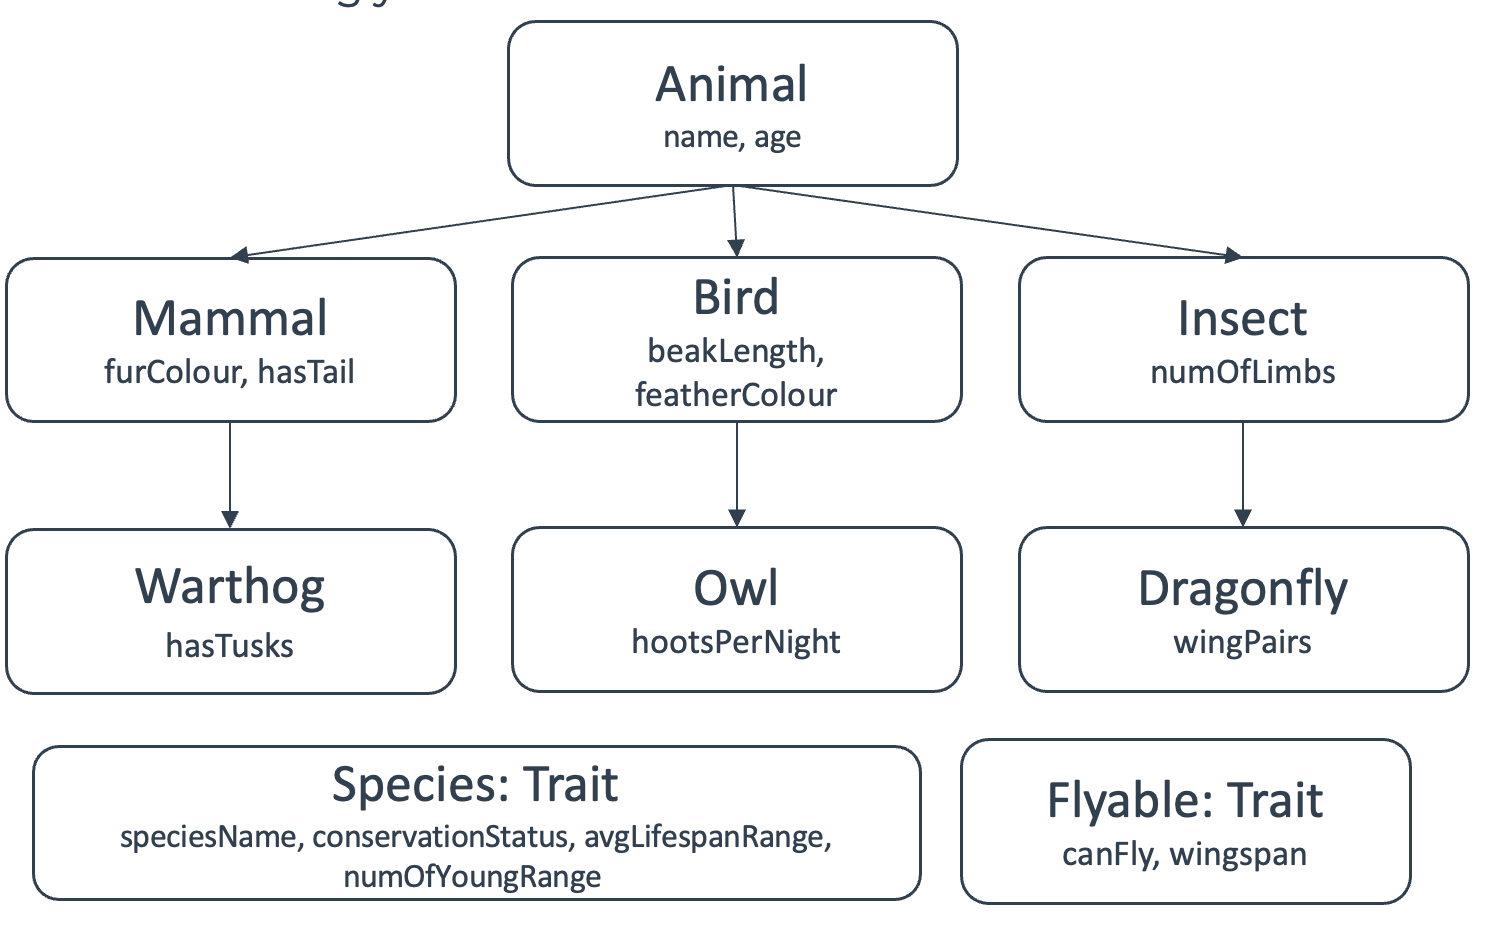 Animal
name, age
Mammal
furColour, hasTail
Bird
beakLength,
featherColour
Insect
numOfLimbs
Warthog
hasTusks
Owl
hootsPerNight
Dragonfly
wingPairs
Species: Trait
speciesName, conservationStatus, avgLifespanRange,
numOfYoungRange
Flyable: Trait
canFly, wingspan